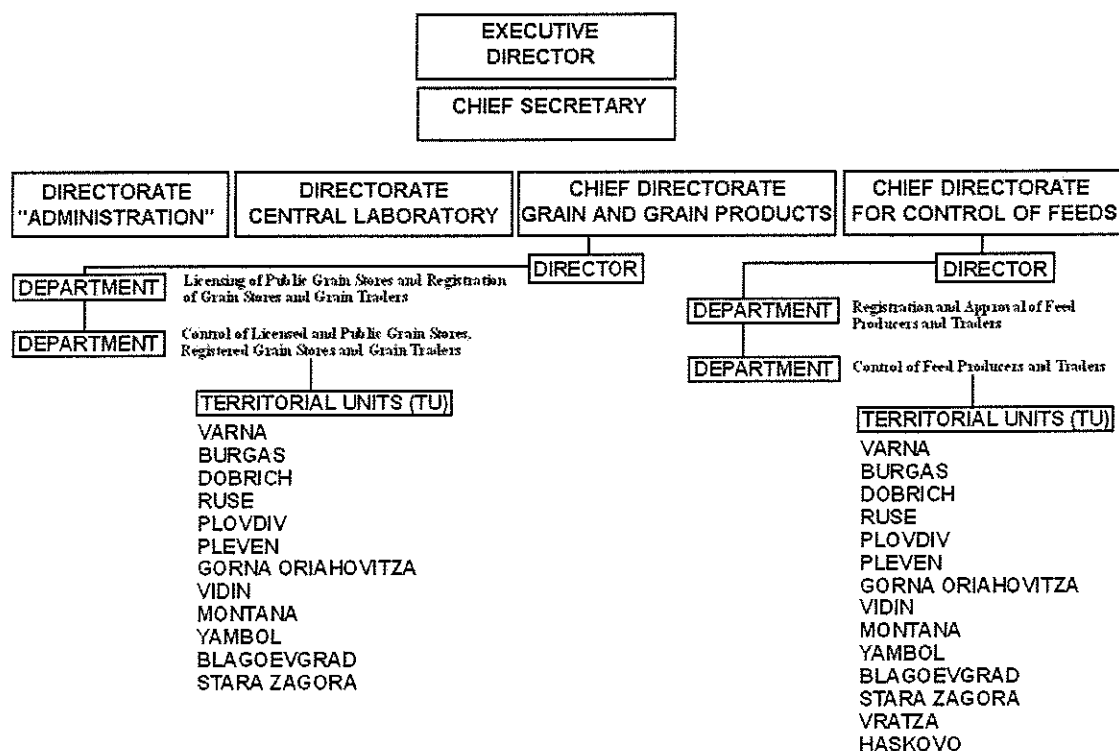 EXECUTIVE
DIRECTOR
CHIEF SECRETARY
DIRECTORATE
"ADMINISTRATION"
DIRECTORATE
CENTRAL LABORATORY
CHIEF DIRECTORATE
GRAIN AND GRAIN PRODUCTS
CHIEF DIRECTORATE
FOR CONTROL OF FEEDS
DIRECTOR
DEPARTMENT
Licensing of Public Grain Stores and Registration
of Grain Stores and Grain Traders
DEPARTMENT
Control of Licensed and Public Grain Stores,
Registered Grain Stores and Grain Traders
TERRITORIAL UNITS (TU)
VARNA
BURGAS
DOBRICH
RUSE
PLOVDIV
PLEVEN
GORNA ORIAHOVITZA
VIDIN
MONTANA
YAMBOL
BLAGOEVGRAD
STARA ZAGORA
DIRECTOR
DEPARTMENT
Registration and Approval of Feed
Producers and Traders
DEPARTMENT
Control of Feed Producers and Traders
TERRITORIAL UNITS (TU)
VARNA
BURGAS
DOBRICH
RUSE
PLOVDIV
PLEVEN
GORNA ORIAHOVITZA
VIDIN
MONTANA
YAMBOL
BLAGOEVGRAD
STARA ZAGORA
VRATZA
HASKOVO